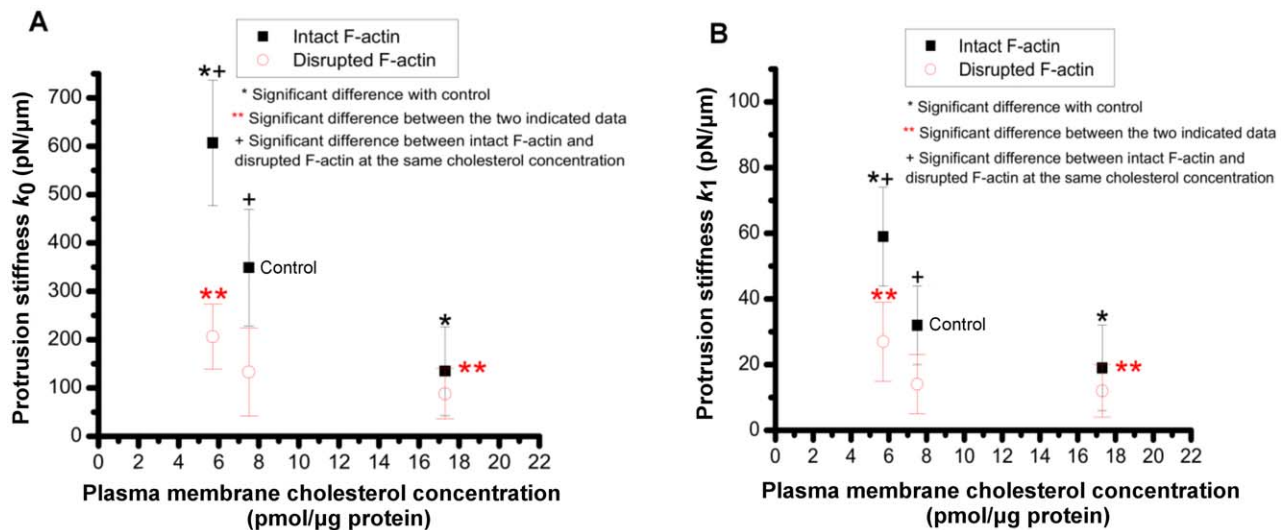 A
Intact F-actin
Disrupted F-actin
* Significant difference with control
** Significant difference between the two indicated data
+ Significant difference between intact F-actin and
disrupted F-actin at the same cholesterol concentration
Protrusion stiffness k0 (pN/μm)
700
600
500
400
300
200
100
0
*+
+
Control
**
*
**
0 2 4 6 8 10 12 14 16 18 20 22
Plasma membrane cholesterol concentration
(pmol/μg protein)
B
Intact F-actin
Disrupted F-actin
* Significant difference with control
** Significant difference between the two indicated data
+ Significant difference between intact F-actin and
disrupted F-actin at the same cholesterol concentration
Protrusion stiffness k1 (pN/μm)
100
80
60
40
20
0
*+
+
**
Control
*
**
0 2 4 6 8 10 12 14 16 18 20 22
Plasma membrane cholesterol concentration
(pmol/μg protein)